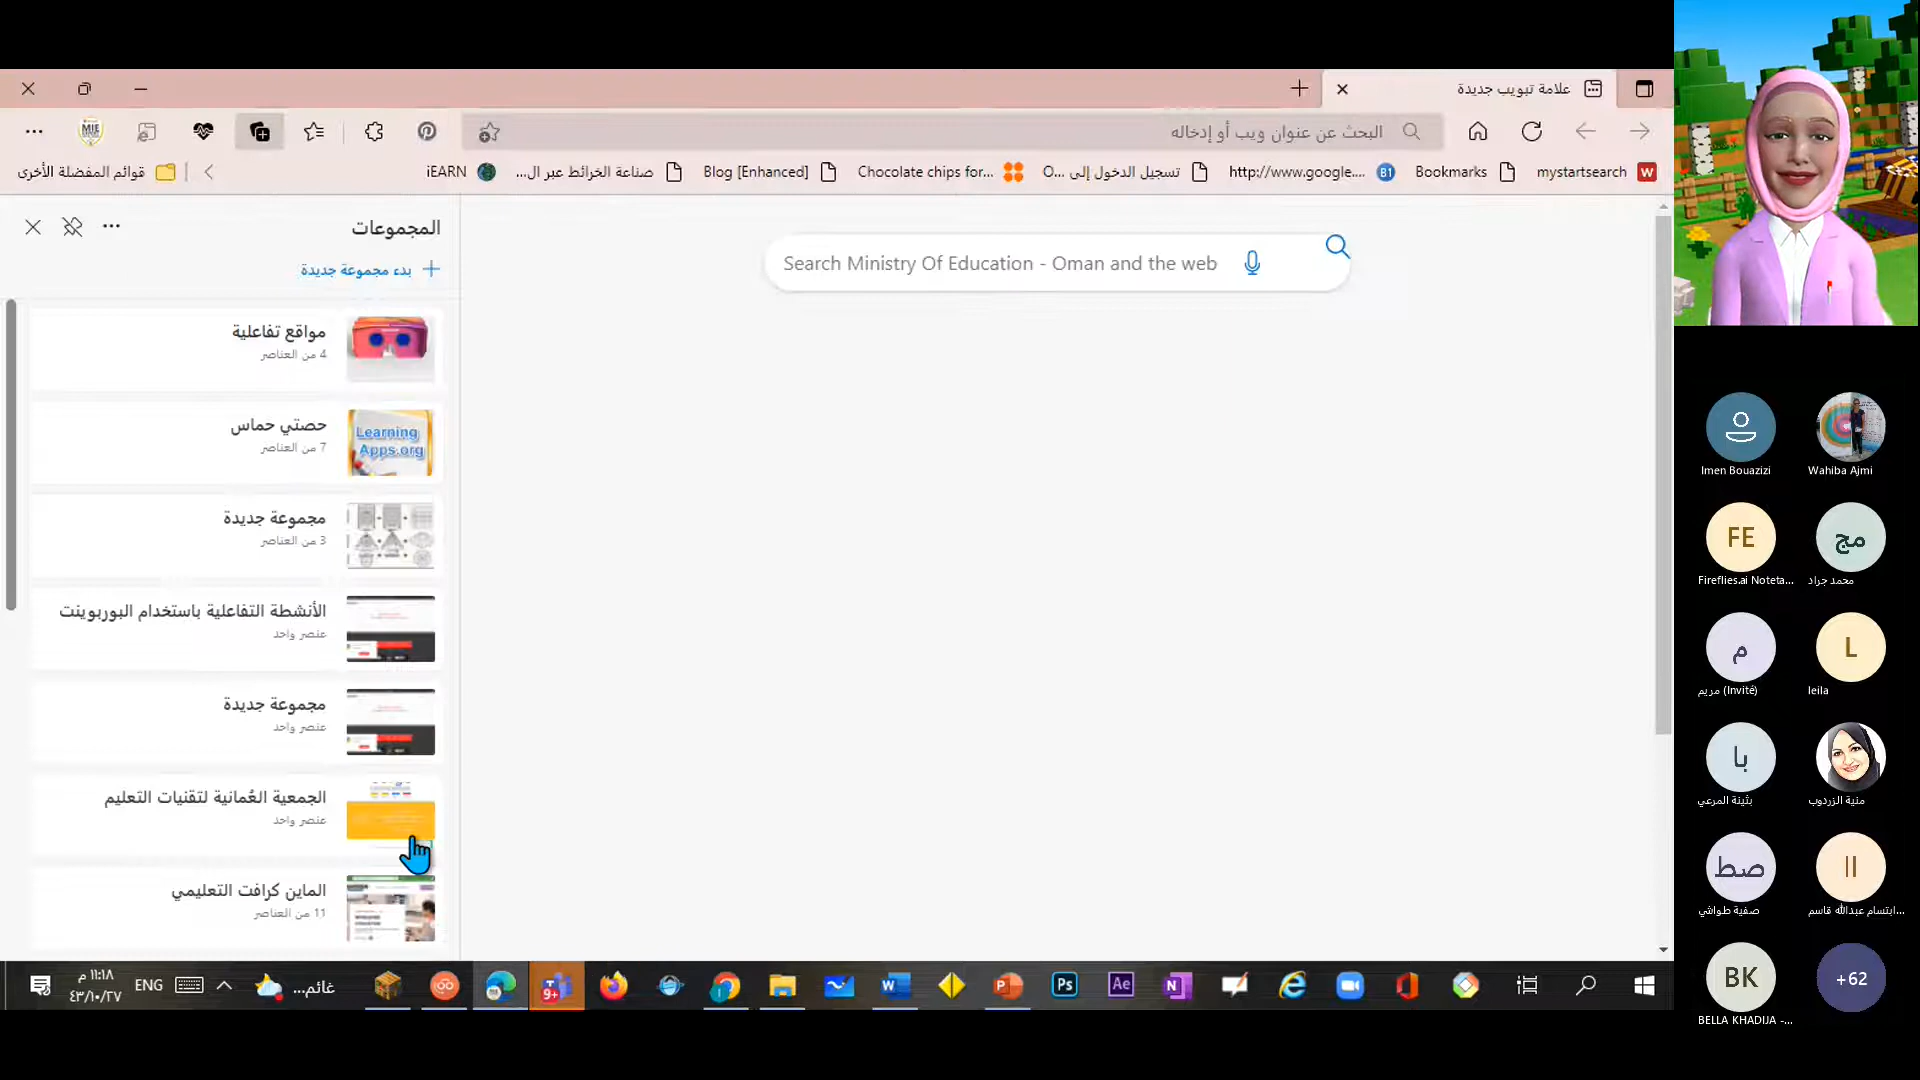 علامة تبويب جديدة
البحث عن عنوان ويب أو إدخاله
MIE
mystartsearch
Bookmarks
http://www.google....
تسجيل الدخول إلى O...
Chocolate chips for...
Blog [Enhanced]
صناعة الخرائط عبر ال...
iEARN
قوائم المفضلة الأخرى
المجموعات
بدء مجموعة جديدة
Search Ministry Of Education - Oman and the web
مواقع تفاعلية
4 من العناصر
حصتي حماس
7 من العناصر
Learning
Apps.org
مجموعة جديدة
3 من العناصر
الأنشطة التفاعلية باستخدام البوربوينت
عنصر واحد
مجموعة جديدة
عنصر واحد
الجمعية العُمانية لتقنيات التعليم
عنصر واحد
الماين كرافت التعليمي
11 من العناصر
Imen Bouazizi
Wahiba Ajmi
FE
Fireflies.ai Noteta...
مج
محمد جراد
م
مريم (Invité)
L
leila
با
بثينة المرعي
منية الزردوب
صط
صفية طواشي
اا
ابتسام عبدالله قاسم...
BK
BELLA KHADIJA -...
+62
١١:١٨ م
٤٣/١٠/٢٧
ENG
غائم...
9+
Ps
Ae